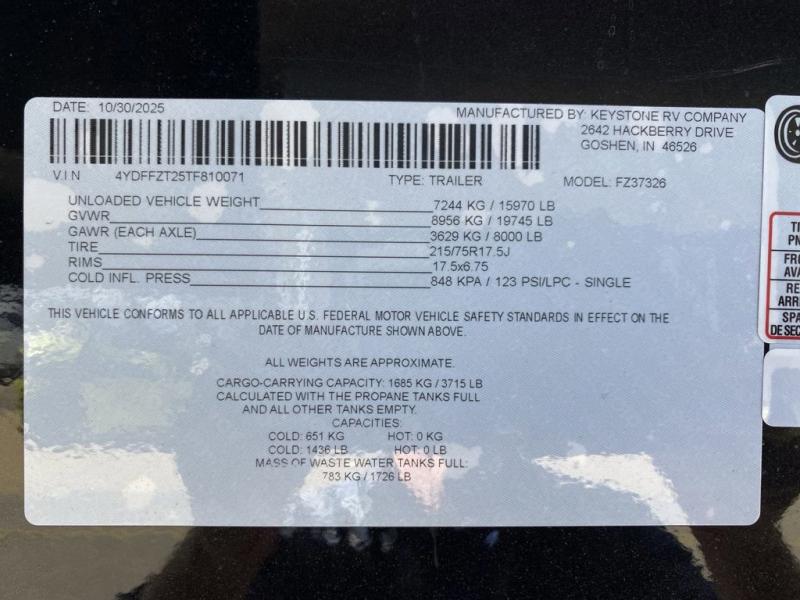 DATE: 10/30/2025
MANUFACTURED BY: KEYSTONE RV COMPANY
2642 HACKBERRY DRIVE
GOSHEN, IN 46526
VIN 4YDFFZT25TF810071 TYPE: TRAILER MODEL: FZ37326
UNLOADED VEHICLE WEIGHT 7244 KG / 15970 LB
GVWR 8956 KG / 19745 LB
GAWR (EACH AXLE) 3629 KG / 8000 LB
TIRE 215/75R17.5J
RIMS 17.5x6.75
COLD INFL. PRESS 848 KPA / 123 PSI/LPC - SINGLE
THIS VEHICLE CONFORMS TO ALL APPLICABLE U.S. FEDERAL MOTOR VEHICLE SAFETY STANDARDS IN EFFECT ON THE
DATE OF MANUFACTURE SHOWN ABOVE.
ALL WEIGHTS ARE APPROXIMATE.
CARGO-CARRYING CAPACITY: 1685 KG / 3715 LB
CALCULATED WITH THE PROPANE TANKS FULL
AND ALL OTHER TANKS EMPTY.
CAPACITIES:
COLD: 651 KG HOT: 0 KG
COLD: 1436 LB HOT: 0 LB
MASS OF WASTE WATER TANKS FULL:
783 KG / 1726 LB